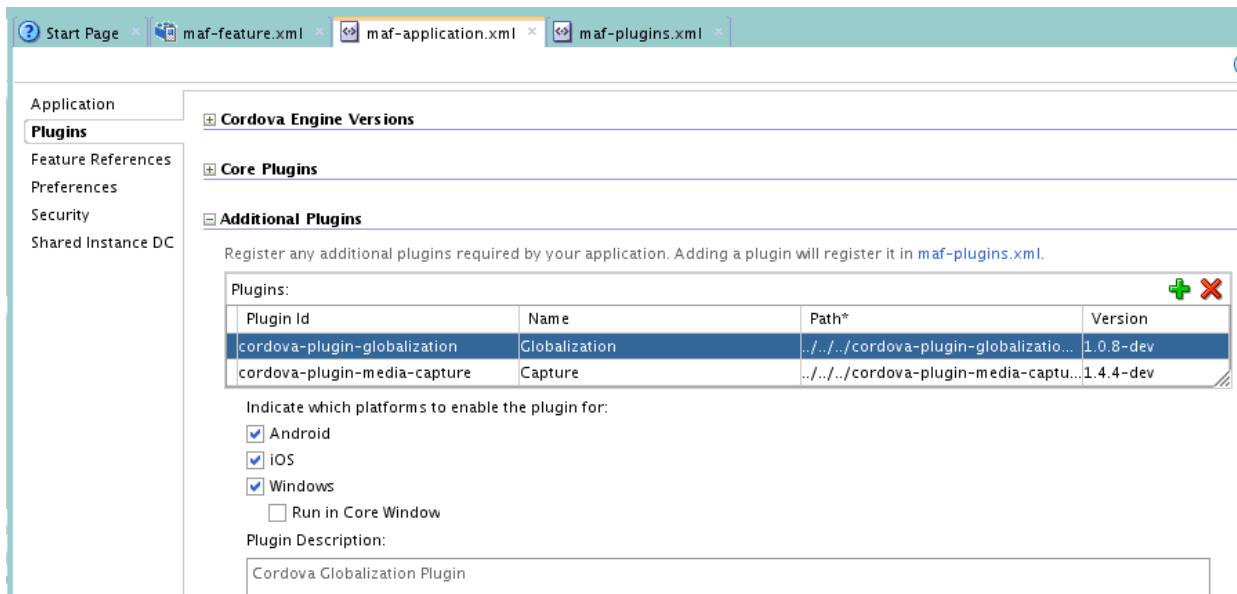 Start Page
maf-feature.xml
maf-application.xml
maf-plugins.xml
Application
Plugins
Feature References
Preferences
Security
Shared Instance DC
Cordova Engine Versions
Core Plugins
Additional Plugins
Register any additional plugins required by your application. Adding a plugin will register it in maf-plugins.xml.
Plugins:
Plugin Id Name Path* Version
cordova-plugin-globalization Globalization ../../../cordova-plugin-globalizatio... 1.0.8-dev
cordova-plugin-media-capture Capture ../../../cordova-plugin-media-captu... 1.4.4-dev
Indicate which platforms to enable the plugin for:
Android
iOS
Windows
Run in Core Window
Plugin Description:
Cordova Globalization Plugin